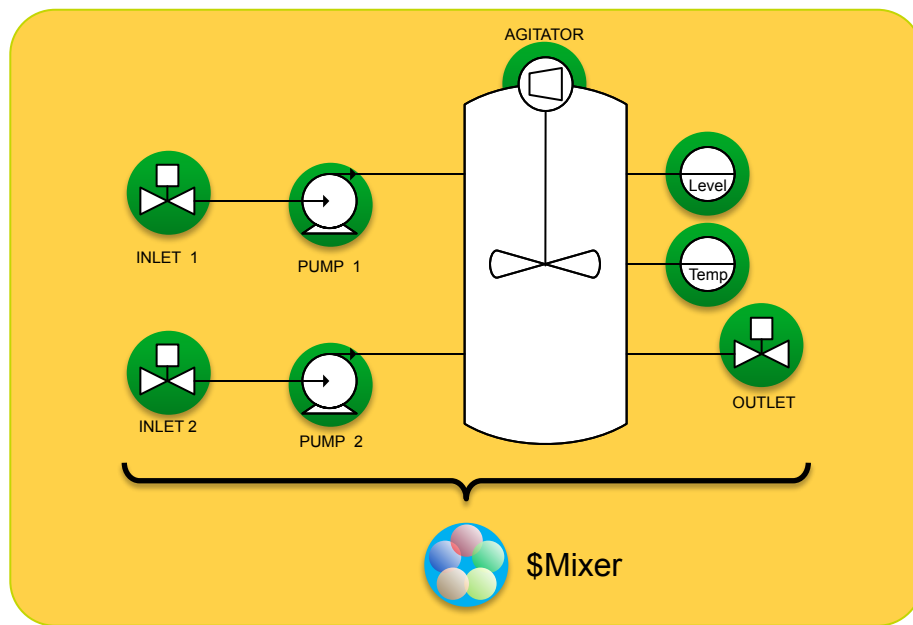 AGITATOR
Level
INLET 1
PUMP 1
Temp
OUTLET
INLET 2
PUMP 2
$Mixer